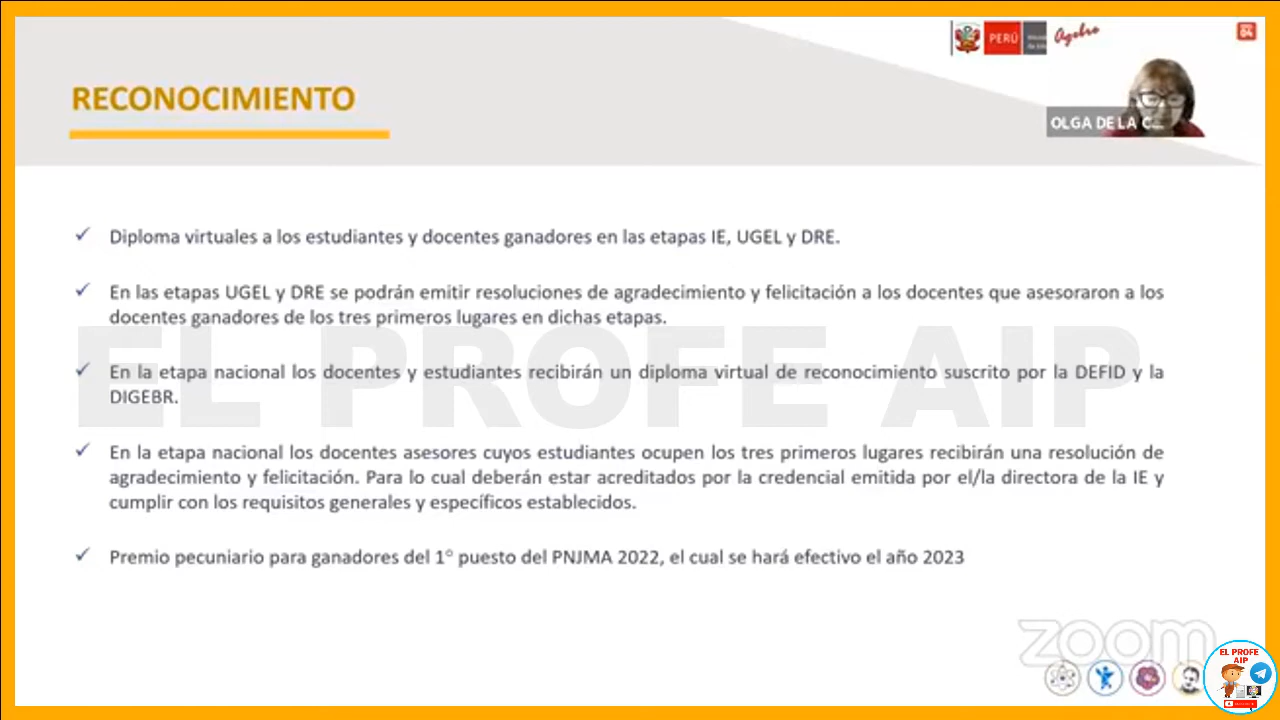 PERÚ
Agebre
RECONOCIMIENTO
OLGA DE LA C...
Diploma virtuales a los estudiantes y docentes ganadores en las etapas IE, UGEL y DRE.
En las etapas UGEL y DRE se podrán emitir resoluciones de agradecimiento y felicitación a los docentes que asesoraron a los
docentes ganadores de los tres primeros lugares en dichas etapas.
EL PROFE AIP
En la etapa nacional los docentes y estudiantes recibirán un diploma virtual de reconocimiento suscrito por la DEFID y la
DIGEBR.
En la etapa nacional los docentes asesores cuyos estudiantes ocupen los tres primeros lugares recibirán una resolución de
agradecimiento y felicitación. Para lo cual deberán estar acreditados por la credencial emitida por el/la directora de la IE y
cumplir con los requisitos generales y específicos establecidos.
Premio pecuniario para ganadores del 1° puesto del PNJMA 2022, el cual se hará efectivo el año 2023
zoom
EL PROFE
AIP